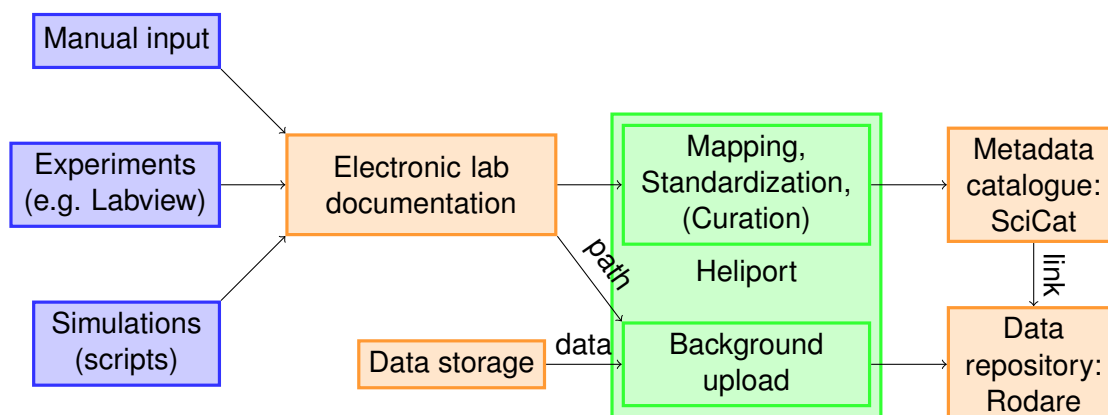 Manual input
Experiments
(e.g. Labview)
Simulations
(scripts)
Electronic lab
documentation
path
Data storage
data
Mapping,
Standardization,
(Curation)
Heliport
Background
upload
Metadata
catalogue:
SciCat
link
Data
repository:
Rodare